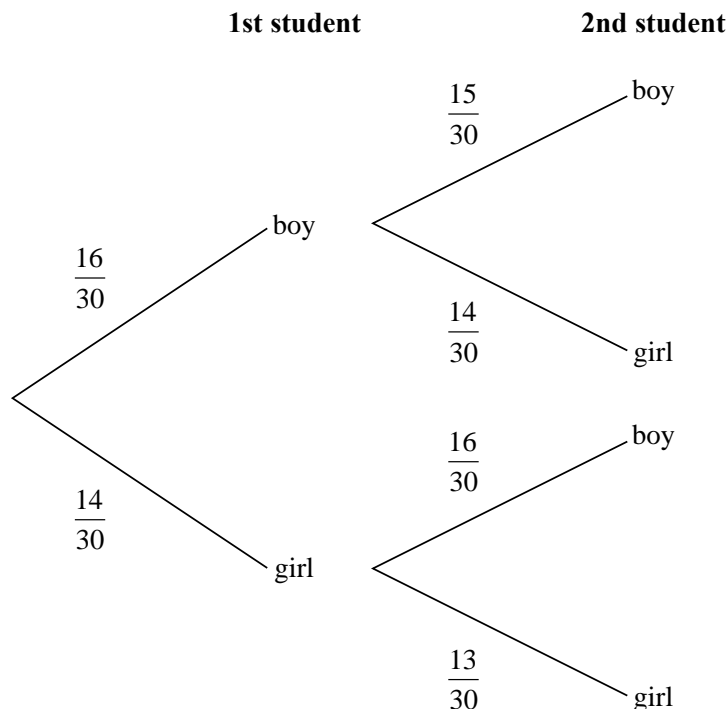 1st student 2nd student
15/30
boy
boy
16/30
14/30
girl
boy
16/30
14/30
girl
13/30
girl